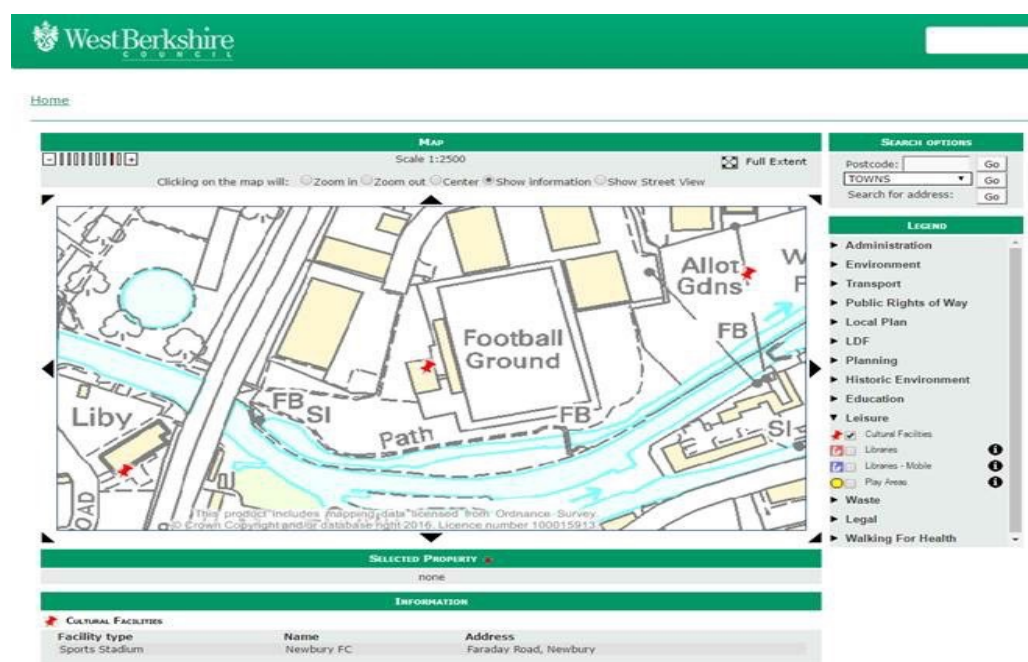 West Berkshire
COUNCIL
Home
MAP
Scale 1:2500
Full Extent
Clicking on the map will: Zoom in Zoom out Center Show information Show Street View
Allot
Gdns
W
F
Football
Ground
FB
FB
SI
Liby
Path
FB
SI
SI
OAD
This product includes mapping data licensed from Ordnance Survey.
© Crown Copyright and/or database right 2016. Licence number 100015913
SELECTED PROPERTY
none
INFORMATION
CULTURAL FACILITIES
Facility type Name Address
Sports Stadium Newbury FC Faraday Road, Newbury
SEARCH OPTIONS
Postcode: Go
TOWNS Go
Search for address: Go
LEGEND
Administration
Environment
Transport
Public Rights of Way
Local Plan
LDF
Planning
Historic Environment
Education
Leisure
Cultural Facilities
Libraries
Libraries - Mobile
Play Areas
Waste
Legal
Walking For Health